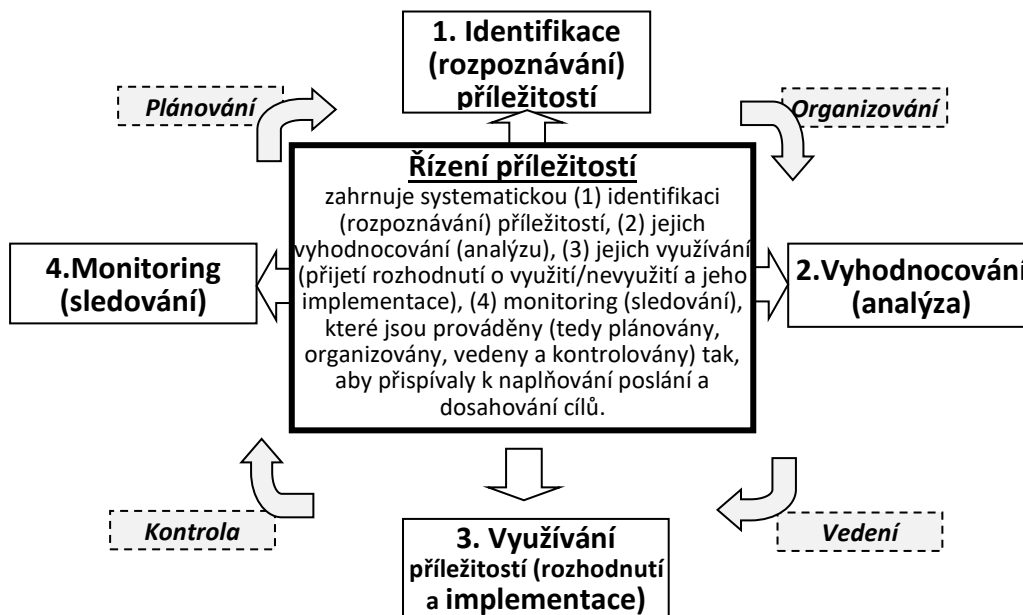 1. Identifikace
(rozpoznávání)
příležitostí
Plánování
Organizování
Řízení příležitostí
zahrnuje systematickou (1) identifikaci
(rozpoznávání) příležitostí, (2) jejich
vyhodnocování (analýzu), (3) jejich využívání
(přijetí rozhodnutí o využití/nevyužití a jeho
implementace), (4) monitoring (sledování),
které jsou prováděny (tedy plánovány,
organizovány, vedeny a kontrolovány) tak,
aby přispívaly k naplňování poslání a
dosahování cílů.
4.Monitoring
(sledování)
2.Vyhodnocování
(analýza)
Kontrola
Vedení
3. Využívání
příležitostí (rozhodnutí
a implementace)